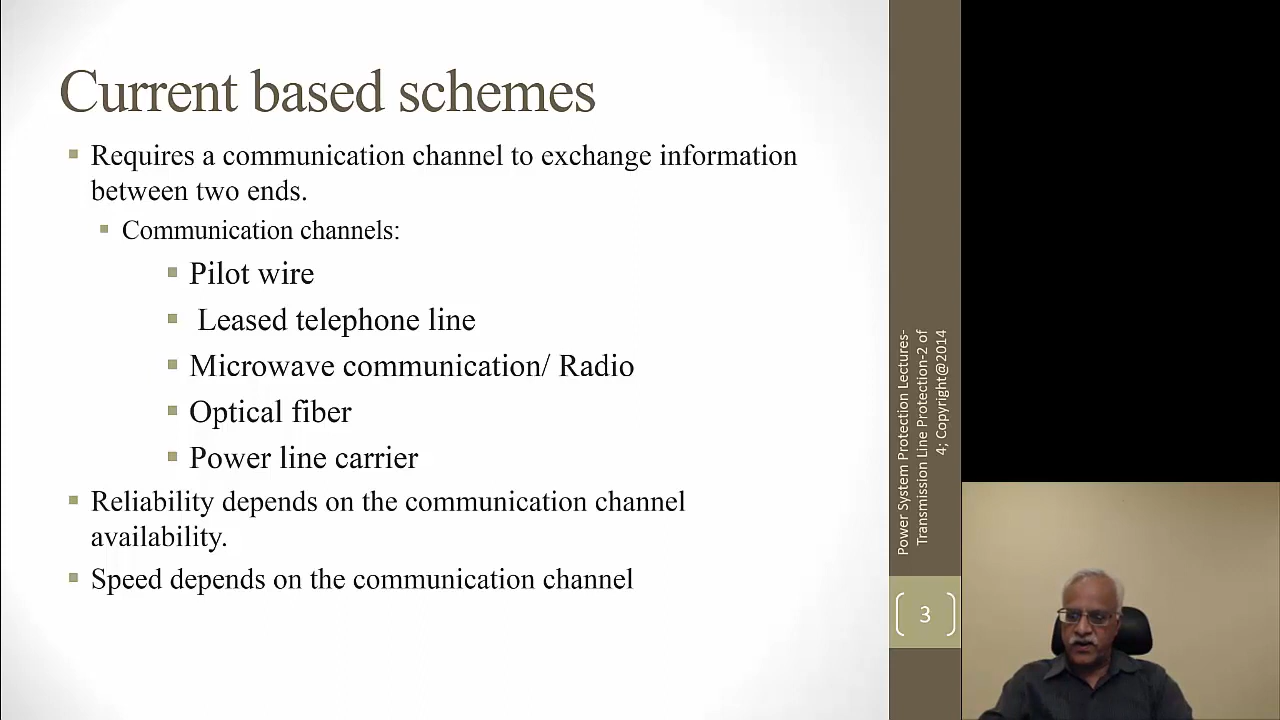 Current based schemes
Requires a communication channel to exchange information
between two ends.
Communication channels:
Pilot wire
Leased telephone line
Microwave communication/ Radio
Optical fiber
Power line carrier
Reliability depends on the communication channel
availability.
Speed depends on the communication channel
Power System Protection Lectures-
Transmission Line Protection-2 of
4; Copyright@2014
3